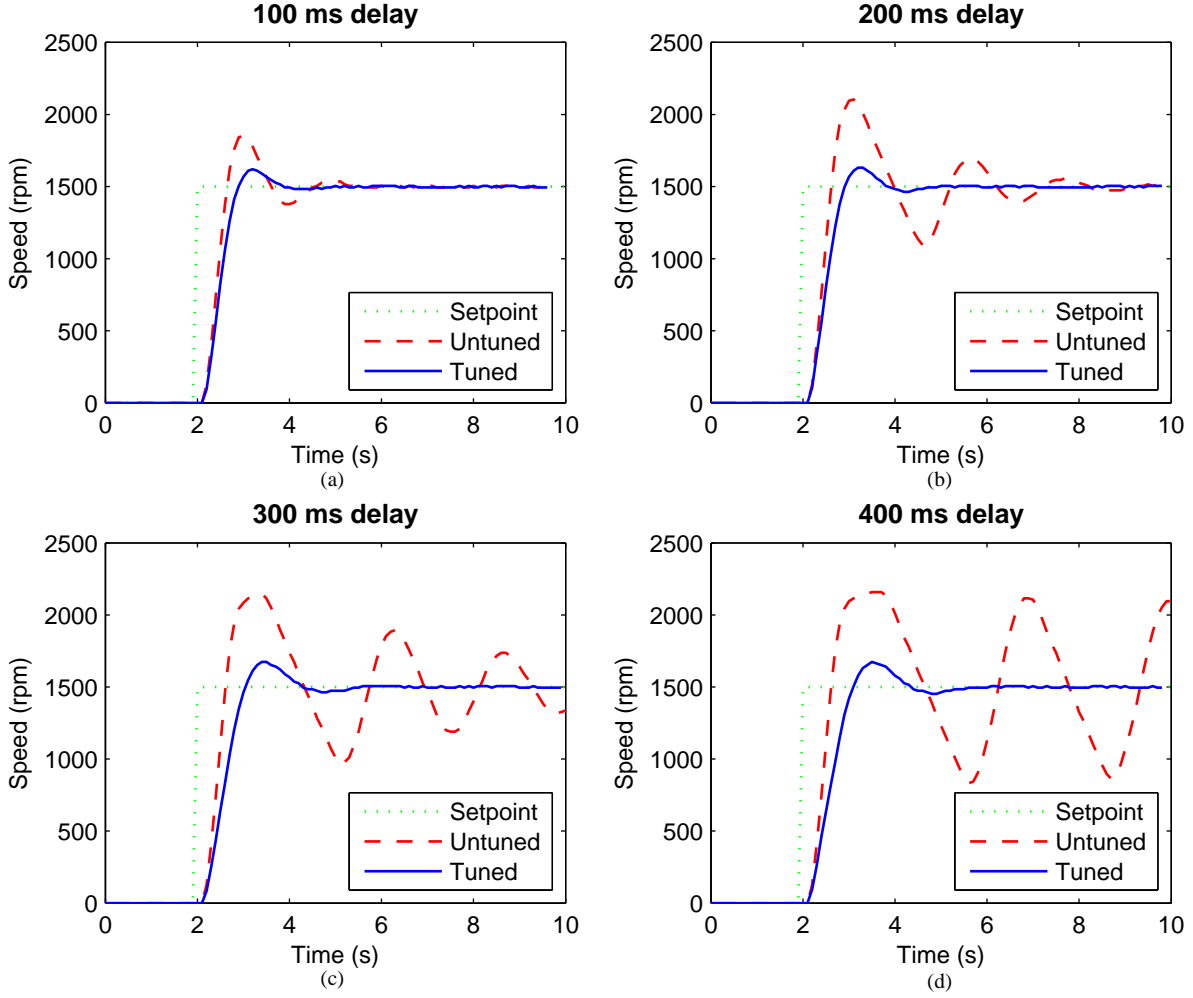 100 ms delay
2500
2000
1500
1000
500
0
Speed (rpm)
Setpoint
Untuned
Tuned
0 2 4 6 8 10
Time (s)
(a)
200 ms delay
2500
2000
1500
1000
500
0
Speed (rpm)
Setpoint
Untuned
Tuned
0 2 4 6 8 10
Time (s)
(b)
300 ms delay
2500
2000
1500
1000
500
0
Speed (rpm)
Setpoint
Untuned
Tuned
0 2 4 6 8 10
Time (s)
(c)
400 ms delay
2500
2000
1500
1000
500
0
Speed (rpm)
Setpoint
Untuned
Tuned
0 2 4 6 8 10
Time (s)
(d)